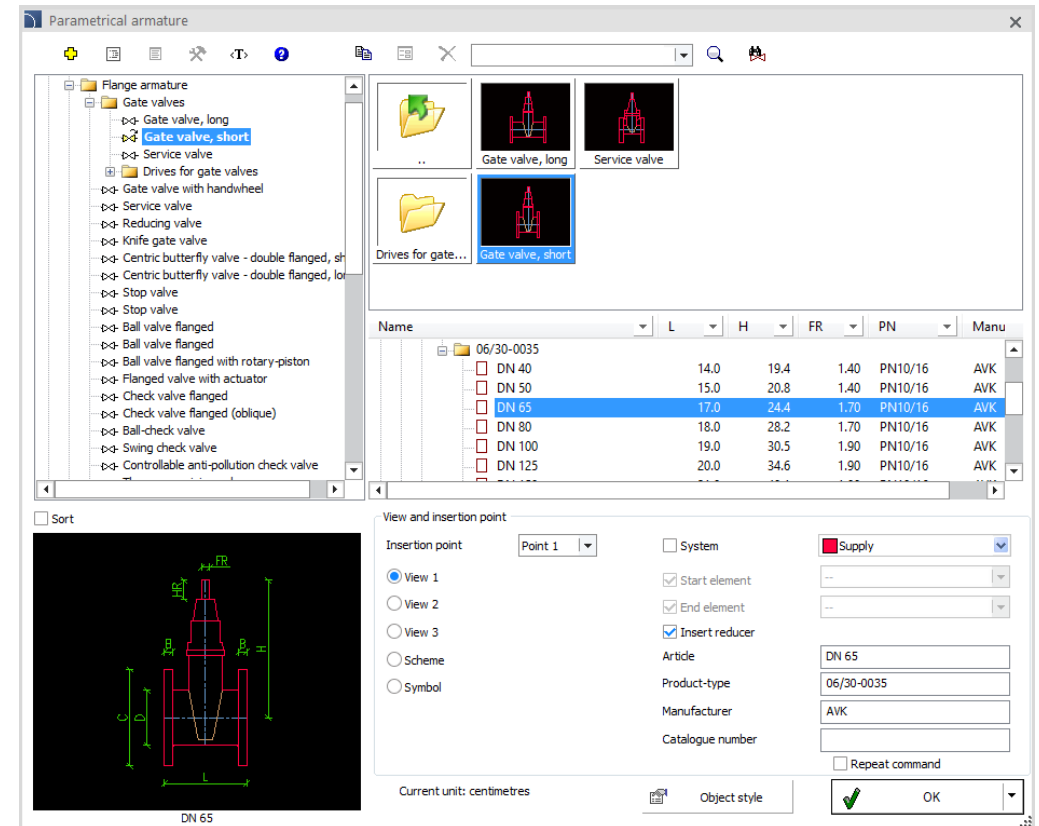 Parametrical armature
<T>
Flange armature
Gate valves
Gate valve, long
Gate valve, short
Service valve
Drives for gate valves
Gate valve with handwheel
Service valve
Reducing valve
Knife gate valve
Centric butterfly valve - double flanged, sh
Centric butterfly valve - double flanged, lon
Stop valve
Stop valve
Ball valve flanged
Ball valve flanged
Ball valve flanged with rotary-piston
Flanged valve with actuator
Check valve flanged
Check valve flanged (oblique)
Ball-check valve
Swing check valve
Controllable anti-pollution check valve
..
Gate valve, long
Service valve
Drives for gate...
Gate valve, short
Name L H FR PN Manu
06/30-0035
DN 40 14.0 19.4 1.40 PN10/16 AVK
DN 50 15.0 20.8 1.40 PN10/16 AVK
DN 65 17.0 24.4 1.70 PN10/16 AVK
DN 80 18.0 28.2 1.70 PN10/16 AVK
DN 100 19.0 30.5 1.90 PN10/16 AVK
DN 125 20.0 34.6 1.90 PN10/16 AVK
Sort
FR
HR
B B
H
C D
L
DN 65
View and insertion point
Insertion point Point 1
View 1
View 2
View 3
Scheme
Symbol
System Supply
Start element --
End element --
Insert reducer
Article DN 65
Product-type 06/30-0035
Manufacturer AVK
Catalogue number
Repeat command
Current unit: centimetres
Object style
OK